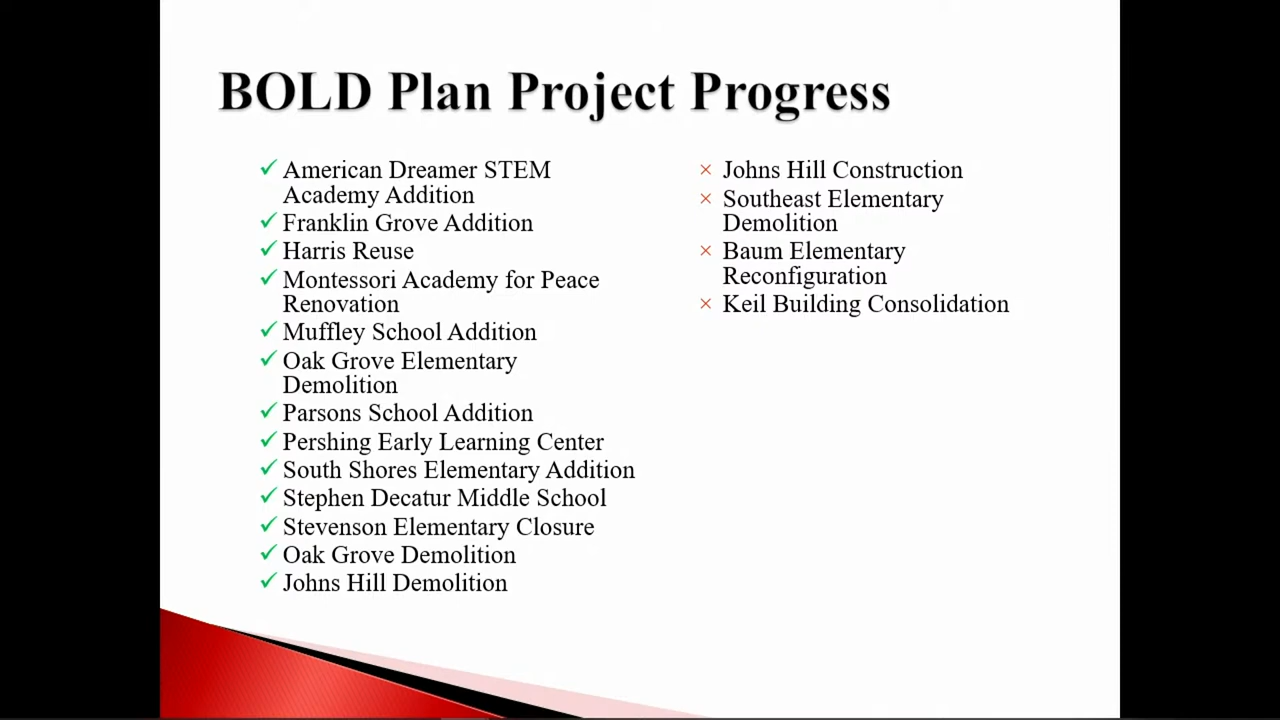 BOLD Plan Project Progress
✓ American Dreamer STEM
Academy Addition
✓ Franklin Grove Addition
✓ Harris Reuse
✓ Montessori Academy for Peace
Renovation
✓ Muffley School Addition
✓ Oak Grove Elementary
Demolition
✓ Parsons School Addition
✓ Pershing Early Learning Center
✓ South Shores Elementary Addition
✓ Stephen Decatur Middle School
✓ Stevenson Elementary Closure
✓ Oak Grove Demolition
✓ Johns Hill Demolition
× Johns Hill Construction
× Southeast Elementary
Demolition
× Baum Elementary
Reconfiguration
× Keil Building Consolidation